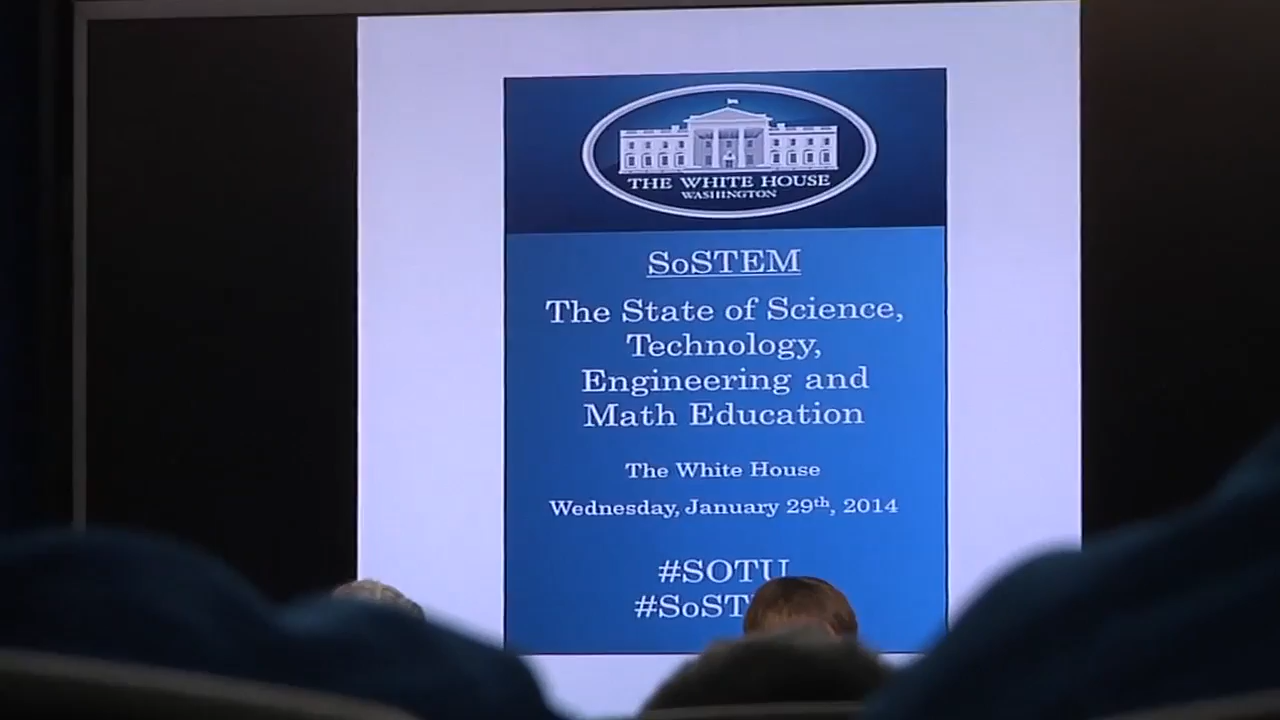 THE WHITE HOUSE
WASHINGTON
SoSTEM
The State of Science,
Technology,
Engineering and
Math Education
The White House
Wednesday, January 29th, 2014
#SOTU